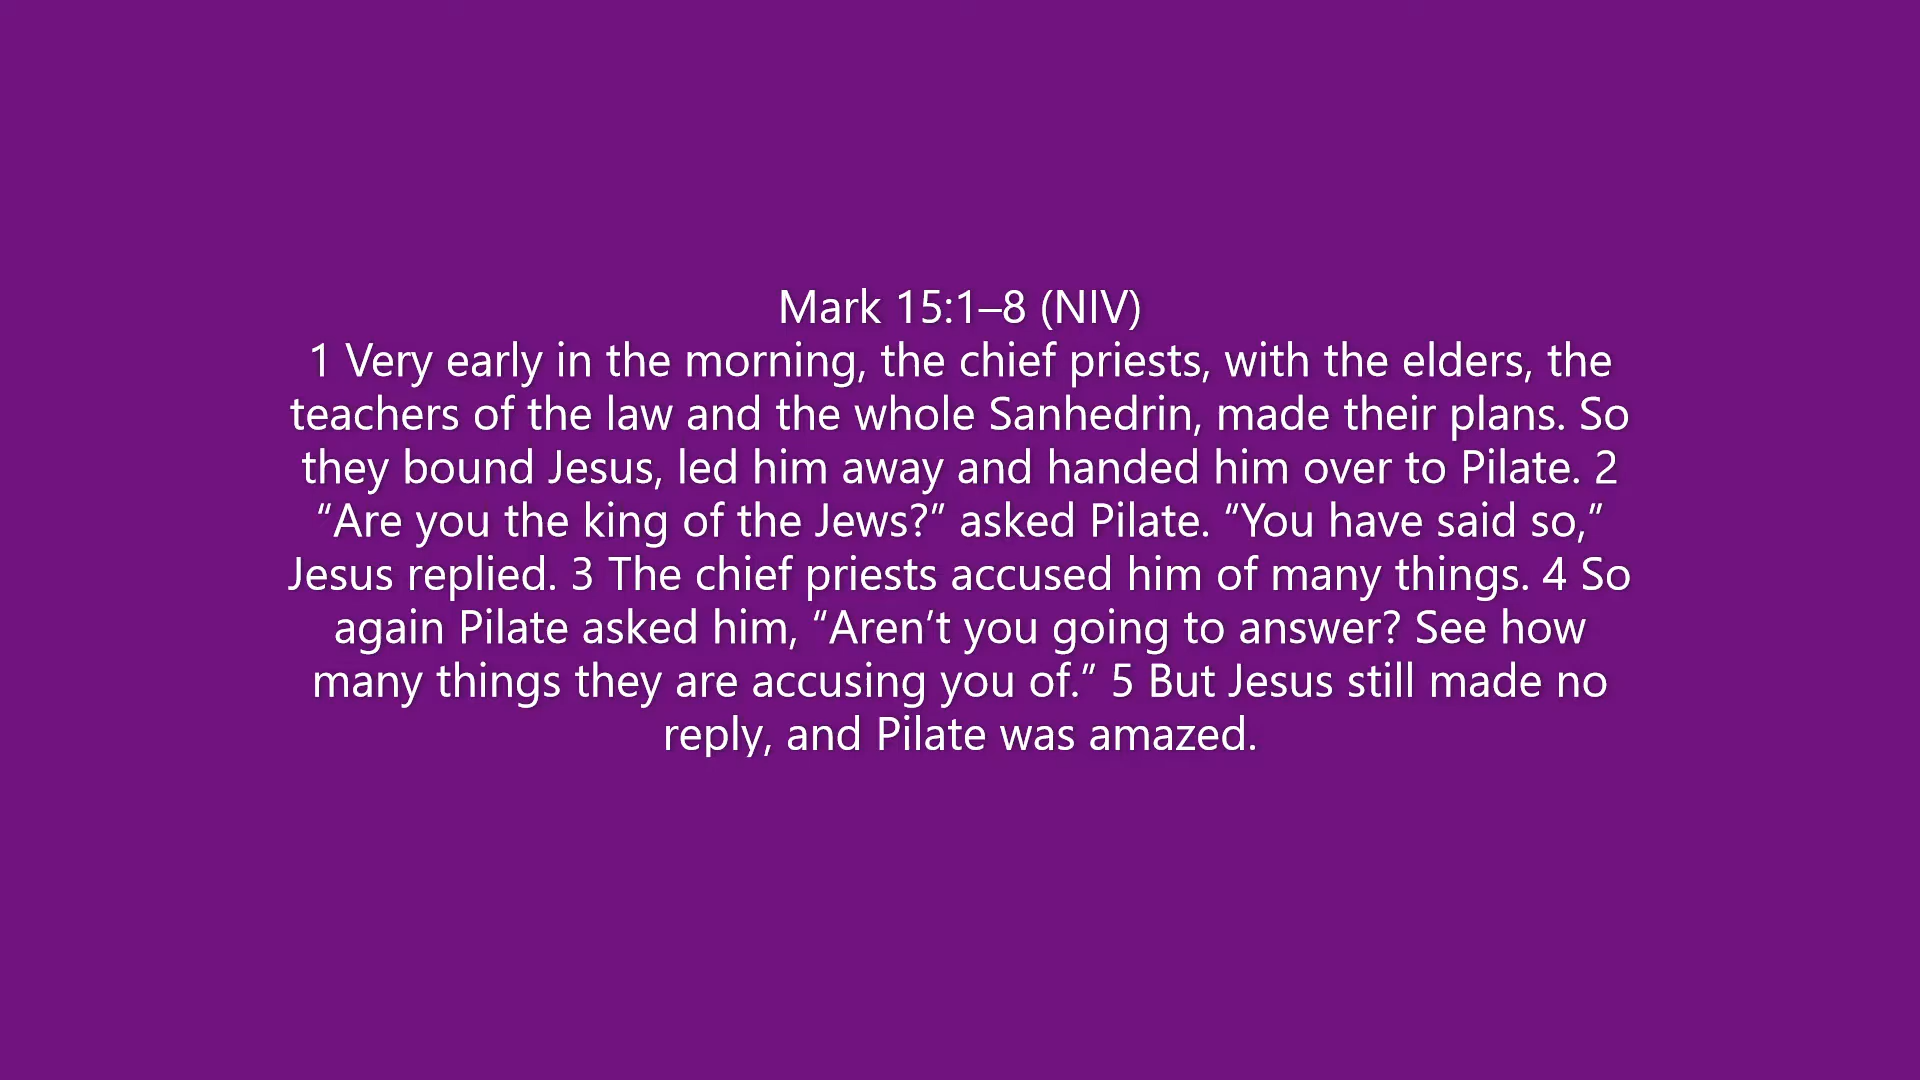 Mark 15:1–8 (NIV)
1 Very early in the morning, the chief priests, with the elders, the
teachers of the law and the whole Sanhedrin, made their plans. So
they bound Jesus, led him away and handed him over to Pilate. 2
“Are you the king of the Jews?” asked Pilate. “You have said so,”
Jesus replied. 3 The chief priests accused him of many things. 4 So
again Pilate asked him, “Aren’t you going to answer? See how
many things they are accusing you of.” 5 But Jesus still made no
reply, and Pilate was amazed.